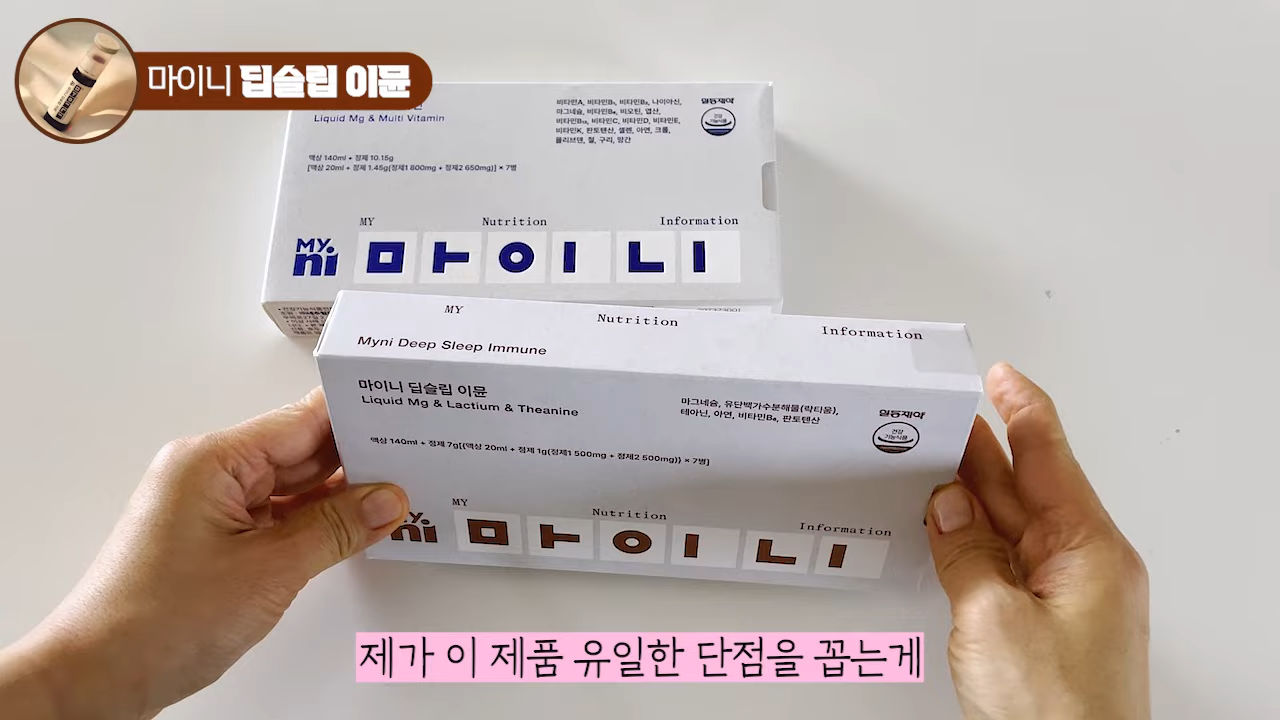 마이니 딥슬립 이뮨
Liquid Mg & Multi Vitamin
액상 140ml + 정제 10.15g
[액상 20ml + 정제 1.45g(정제1 800mg + 정제2 650mg)] × 7병
비타민A, 비타민B₁, 비타민B₂, 나이아신,
마그네슘, 비타민B₆, 비오틴, 엽산,
비타민B₁₂, 비타민C, 비타민D, 비타민E,
비타민K, 판토텐산, 셀렌, 아연, 크롬,
몰리브덴, 철, 구리, 망간
일동제약
건강
기능식품
MY Nutrition Information
MY.
ni
마이니
MY Nutrition Information
Myni Deep Sleep Immune
마이니 딥슬립 이뮨
Liquid Mg & Lactium & Theanine
마그네슘, 유단백가수분해물(락티움),
테아닌, 아연, 비타민B₆, 판토텐산
일동제약
건강
기능식품
액상 140ml + 정제 7g[{액상 20ml + 정제 1g(정제1 500mg + 정제2 500mg)} × 7병]
MY Nutrition Information
마이니
제가 이 제품 유일한 단점을 꼽는게